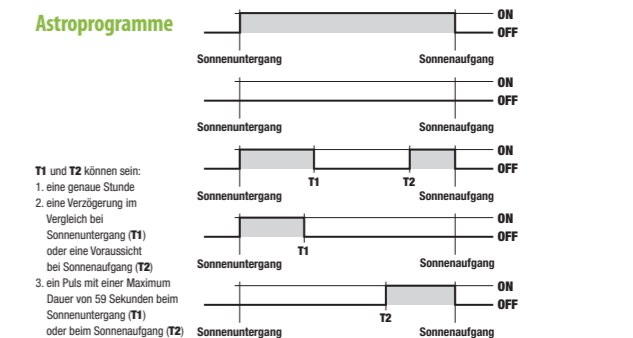 Astroprogramme
ON
OFF
Sonnenuntergang Sonnenaufgang
ON
OFF
Sonnenuntergang Sonnenaufgang
ON
OFF
T1 T2
Sonnenuntergang Sonnenaufgang
ON
OFF
T1
Sonnenuntergang Sonnenaufgang
ON
OFF
T2
Sonnenuntergang Sonnenaufgang
T1 und T2 können sein:
1. eine genaue Stunde
2. eine Verzögerung im
Vergleich bei
Sonnenuntergang (T1)
oder eine Voraussicht
bei Sonnenaufgang (T2)
3. ein Puls mit einer Maximum
Dauer von 59 Sekunden beim
Sonnenuntergang (T1)
oder beim Sonnenaufgang (T2)